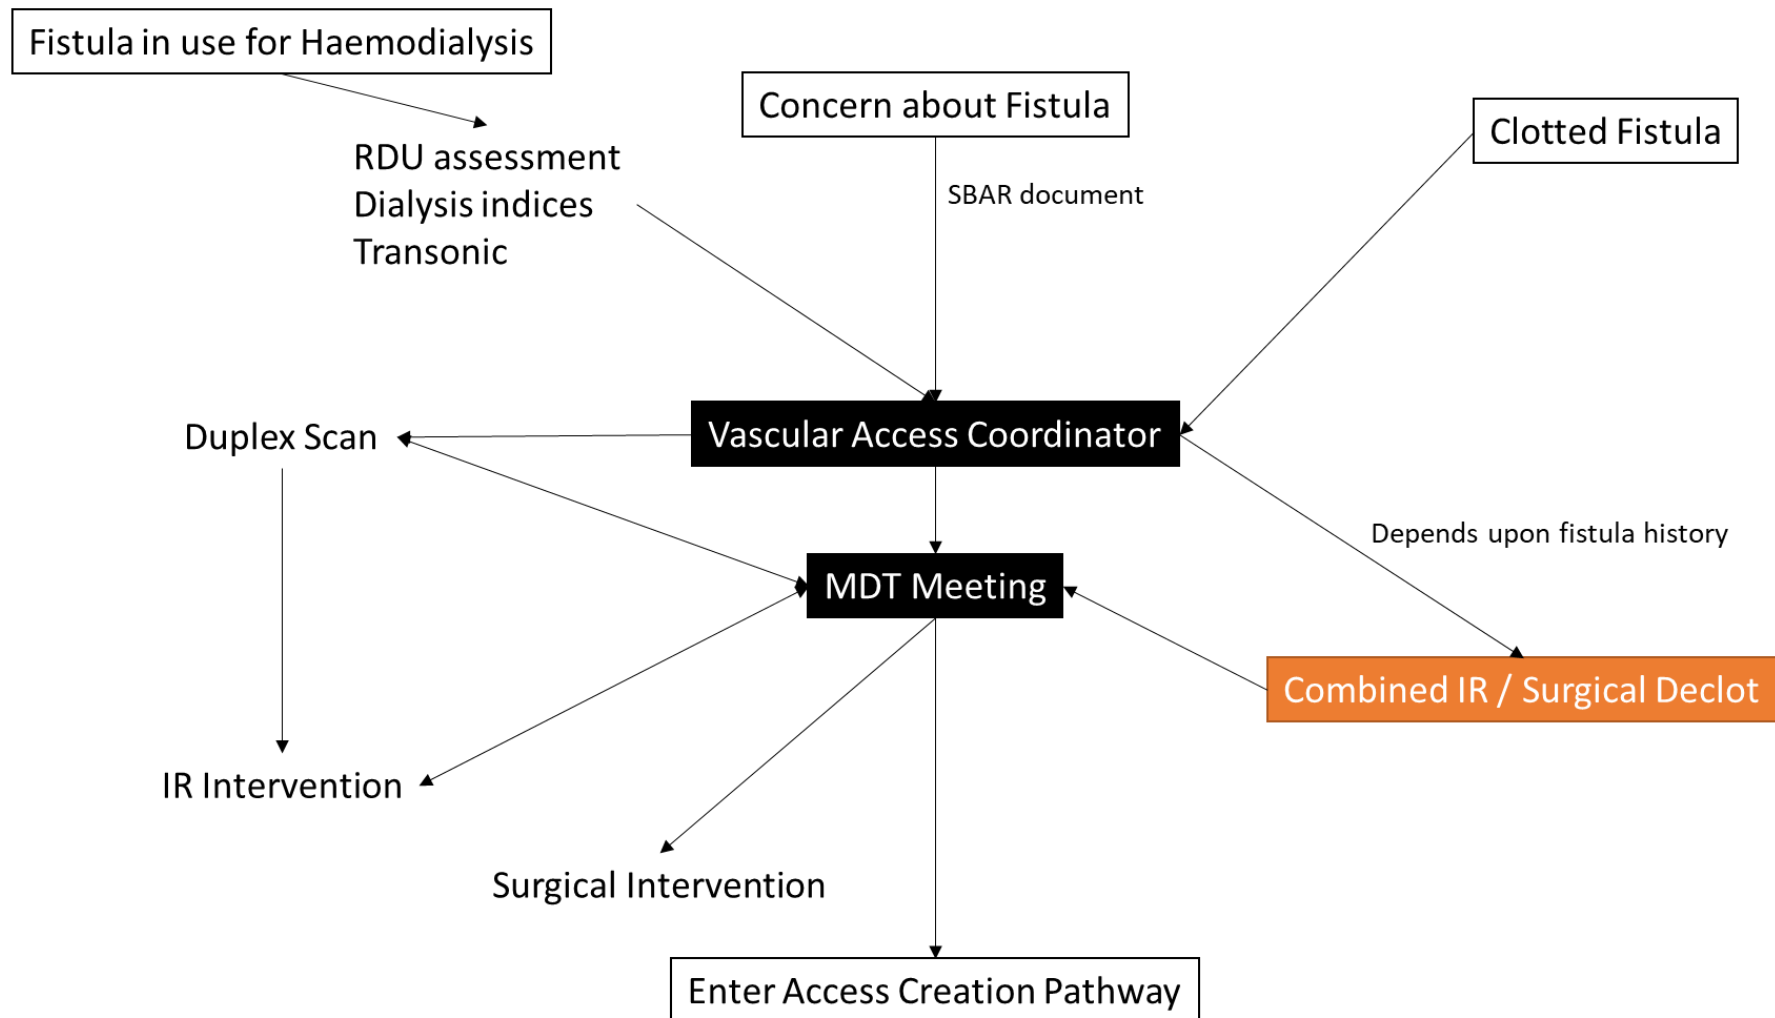 Fistula in use for Haemodialysis
Concern about Fistula
Clotted Fistula
RDU assessment
Dialysis indices
Transonic
SBAR document
Duplex Scan
Vascular Access Coordinator
Depends upon fistula history
MDT Meeting
Combined IR / Surgical Declot
IR Intervention
Surgical Intervention
Enter Access Creation Pathway